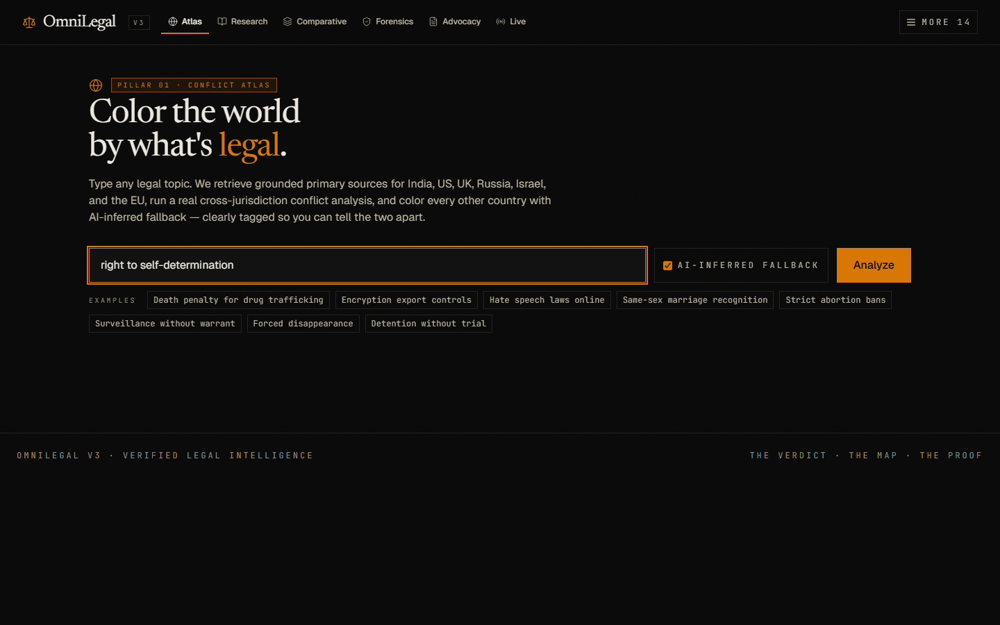 OmniLegal V3 Atlas Research Comparative Forensics Advocacy Live MORE 14
PILLAR 01 · CONFLICT ATLAS
Color the world
by what's legal.
Type any legal topic. We retrieve grounded primary sources for India, US, UK, Russia, Israel,
and the EU, run a real cross-jurisdiction conflict analysis, and color every other country with
AI-inferred fallback — clearly tagged so you can tell the two apart.
right to self-determination AI-INFERRED FALLBACK Analyze
EXAMPLES Death penalty for drug trafficking Encryption export controls Hate speech laws online Same-sex marriage recognition Strict abortion bans
Surveillance without warrant Forced disappearance Detention without trial
OMNILEGAL V3 · VERIFIED LEGAL INTELLIGENCE THE VERDICT · THE MAP · THE PROOF